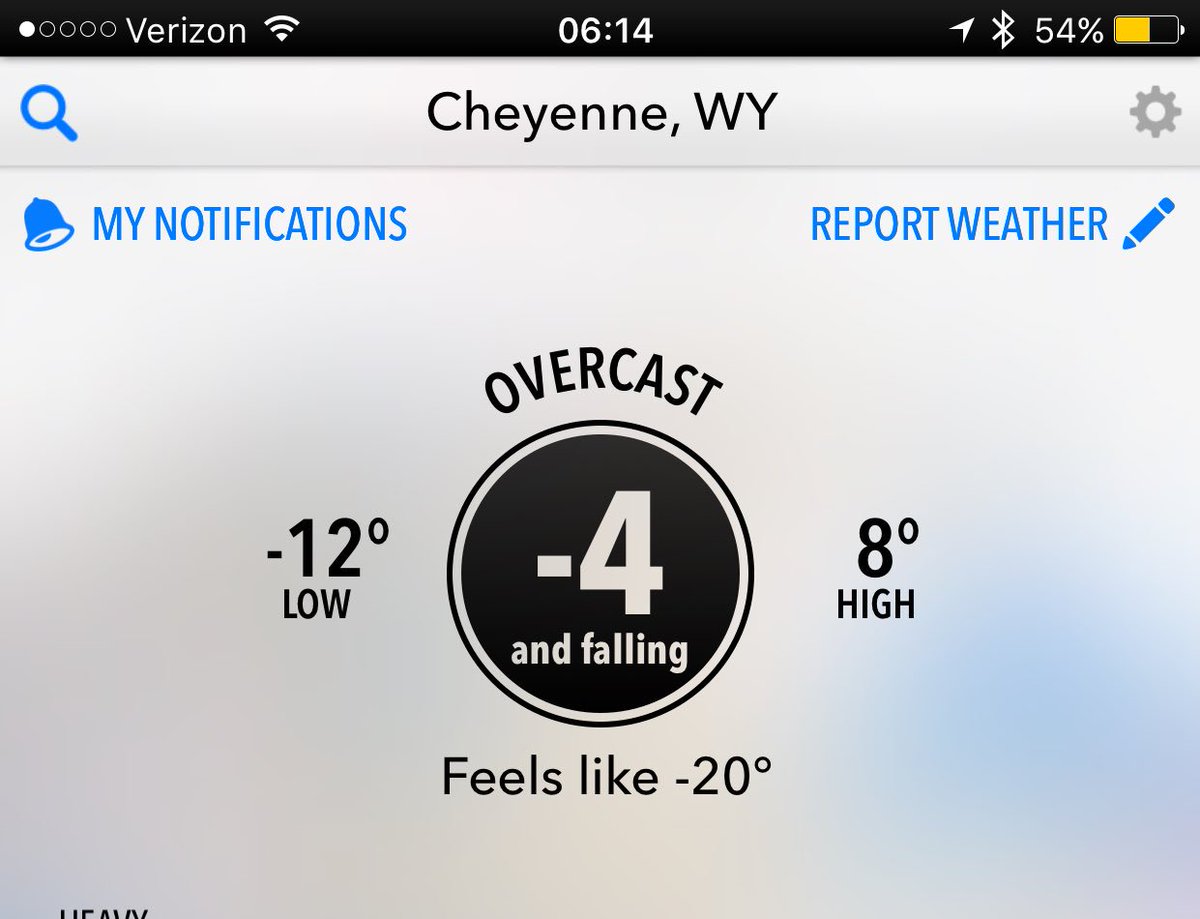 Verizon 06:14 54%
Cheyenne, WY
MY NOTIFICATIONS REPORT WEATHER
OVERCAST
-12° -4 8°
LOW and falling HIGH
Feels like -20°
HEAVY